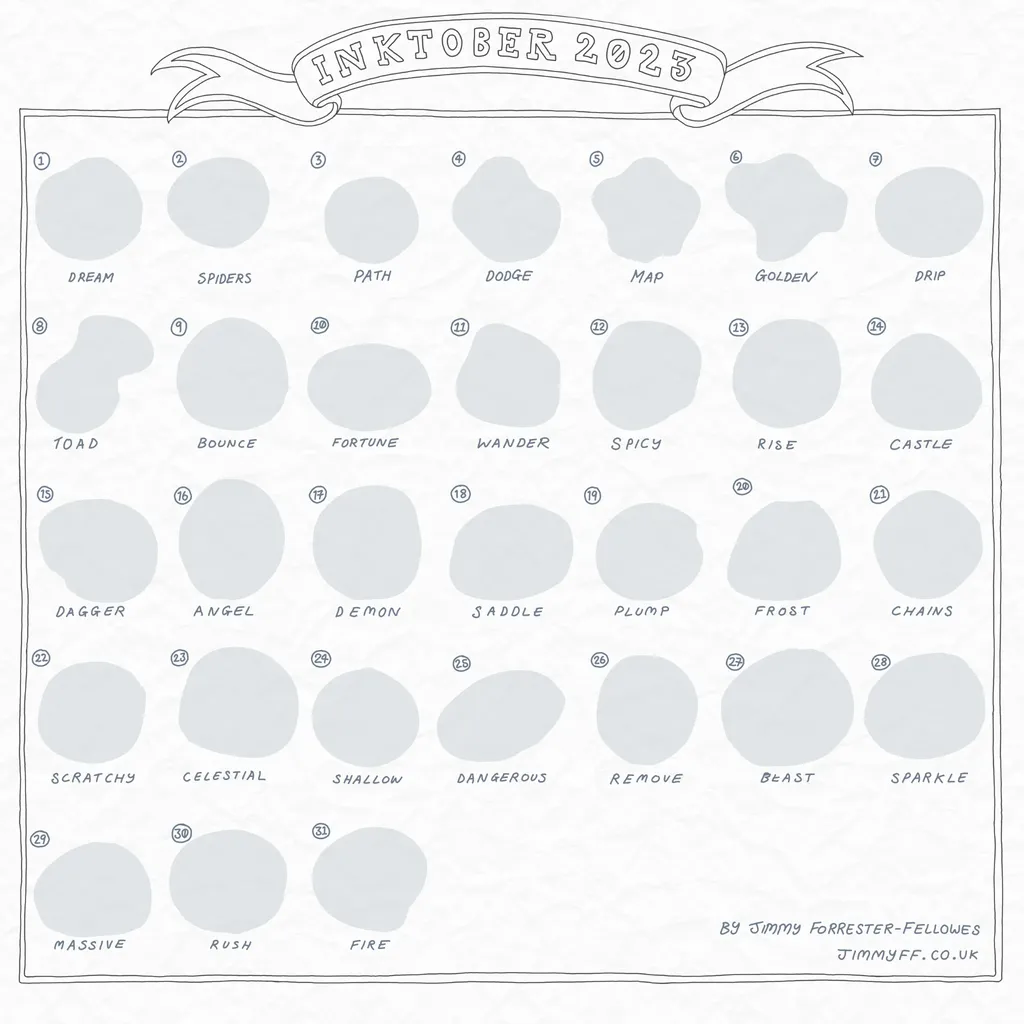 INKTOBER 2023
1 2 3 4 5 6 7
DREAM SPIDERS PATH DODGE MAP GOLDEN DRIP
8 9 10 11 12 13 14
TOAD BOUNCE FORTUNE WANDER SPICY RISE CASTLE
15 16 17 18 19 20 21
DAGGER ANGEL DEMON SADDLE PLUMP FROST CHAINS
22 23 24 25 26 27 28
SCRATCHY CELESTIAL SHALLOW DANGEROUS REMOVE BEAST SPARKLE
29 30 31
MASSIVE RUSH FIRE
BY JIMMY FORRESTER-FELLOWES
JIMMYFF.CO.UK